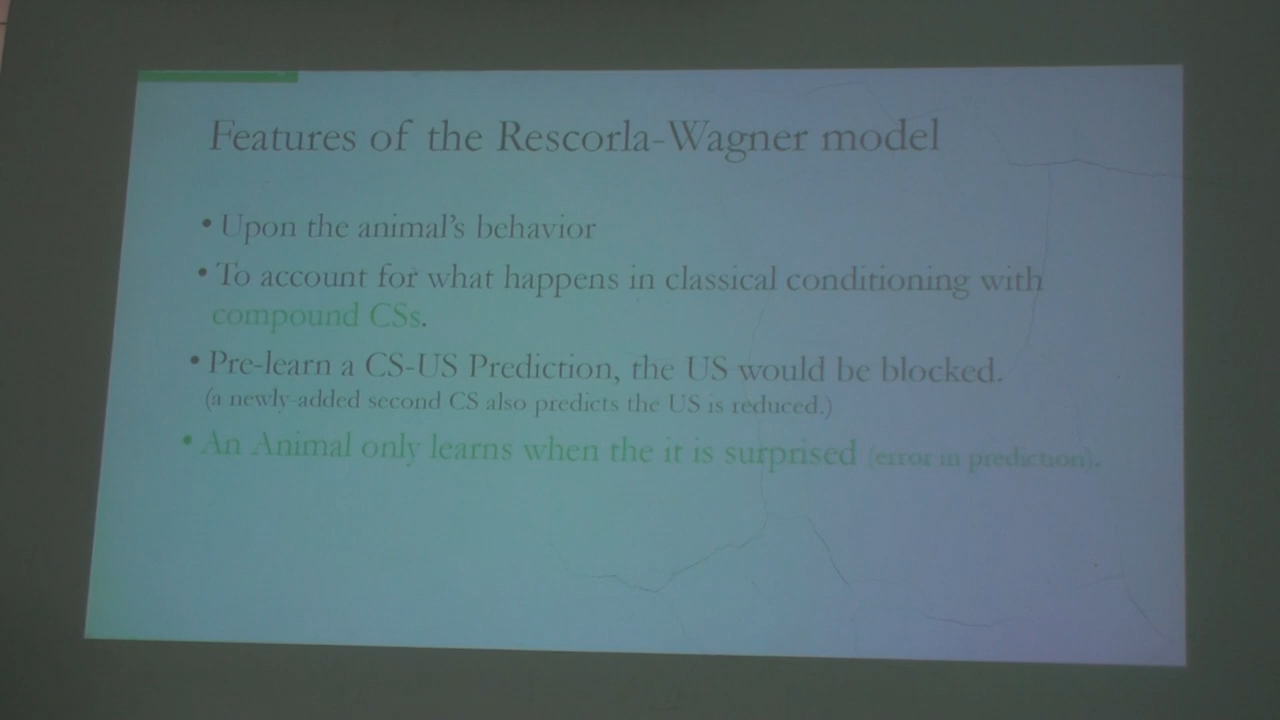 Features of the Rescorla-Wagner model
• Upon the animal's behavior
• To account for what happens in classical conditioning with
compound CSs.
• Pre-learn a CS-US Prediction, the US would be blocked.
(a newly-added second CS also predicts the US is reduced.)
• An Animal only learns when the it is surprised (error in prediction).